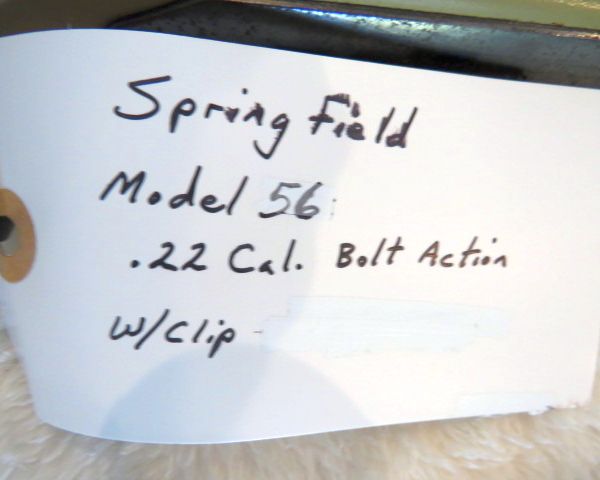 Spring Field
Model 56
.22 Cal. Bolt Action
W/Clip -